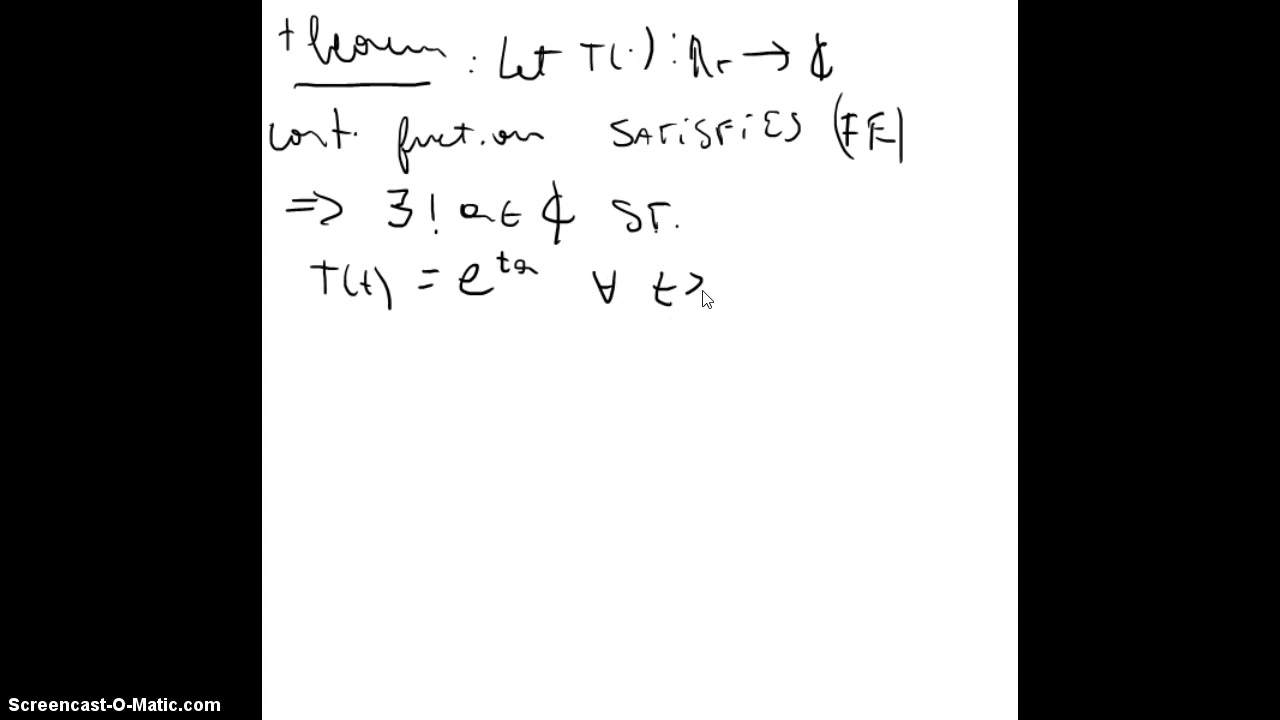 theorem : Let T(·) : R₊ → ℂ
cont. function SATISFIES (FE)
=> ∃! a ∈ ℂ ST.
T(t) = e^{ta} ∀ t >
Screencast-O-Matic.com